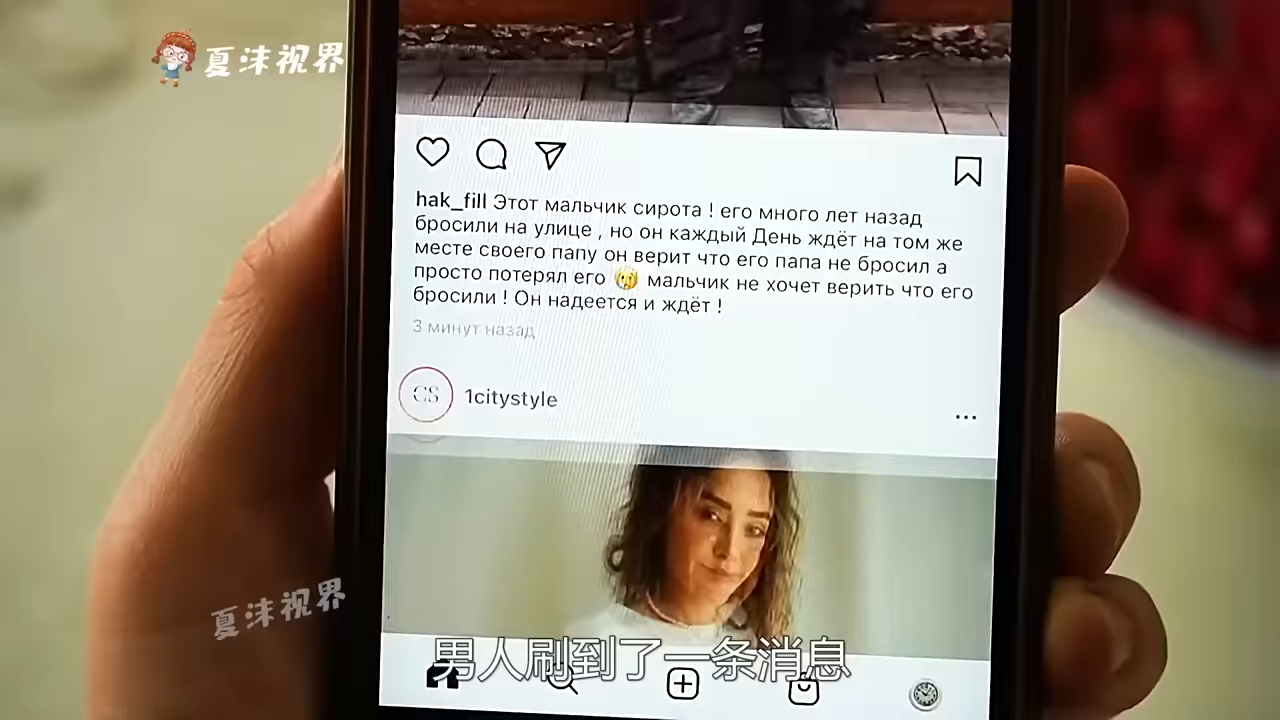 夏沫视界
hak_fill Этот мальчик сирота ! его много лет назад
бросили на улице , но он каждый День ждёт на том же
месте своего папу он верит что его папа не бросил а
просто потерял его 🫣 мальчик не хочет верить что его
бросили ! Он надеется и ждёт !
3 минут назад
CS
1citystyle
夏沫视界
男人刷到了一条消息